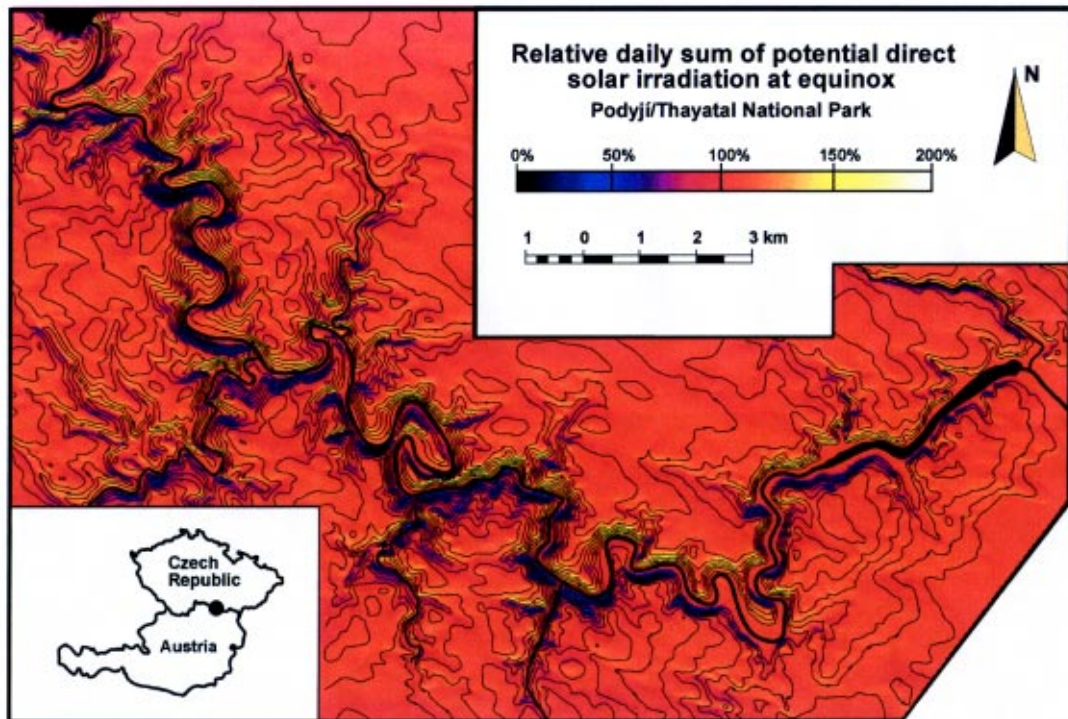 Relative daily sum of potential direct
solar irradiation at equinox
Podyjí/Thayatal National Park
N
0% 50% 100% 150% 200%
1 0 1 2 3 km
Czech
Republic
Austria